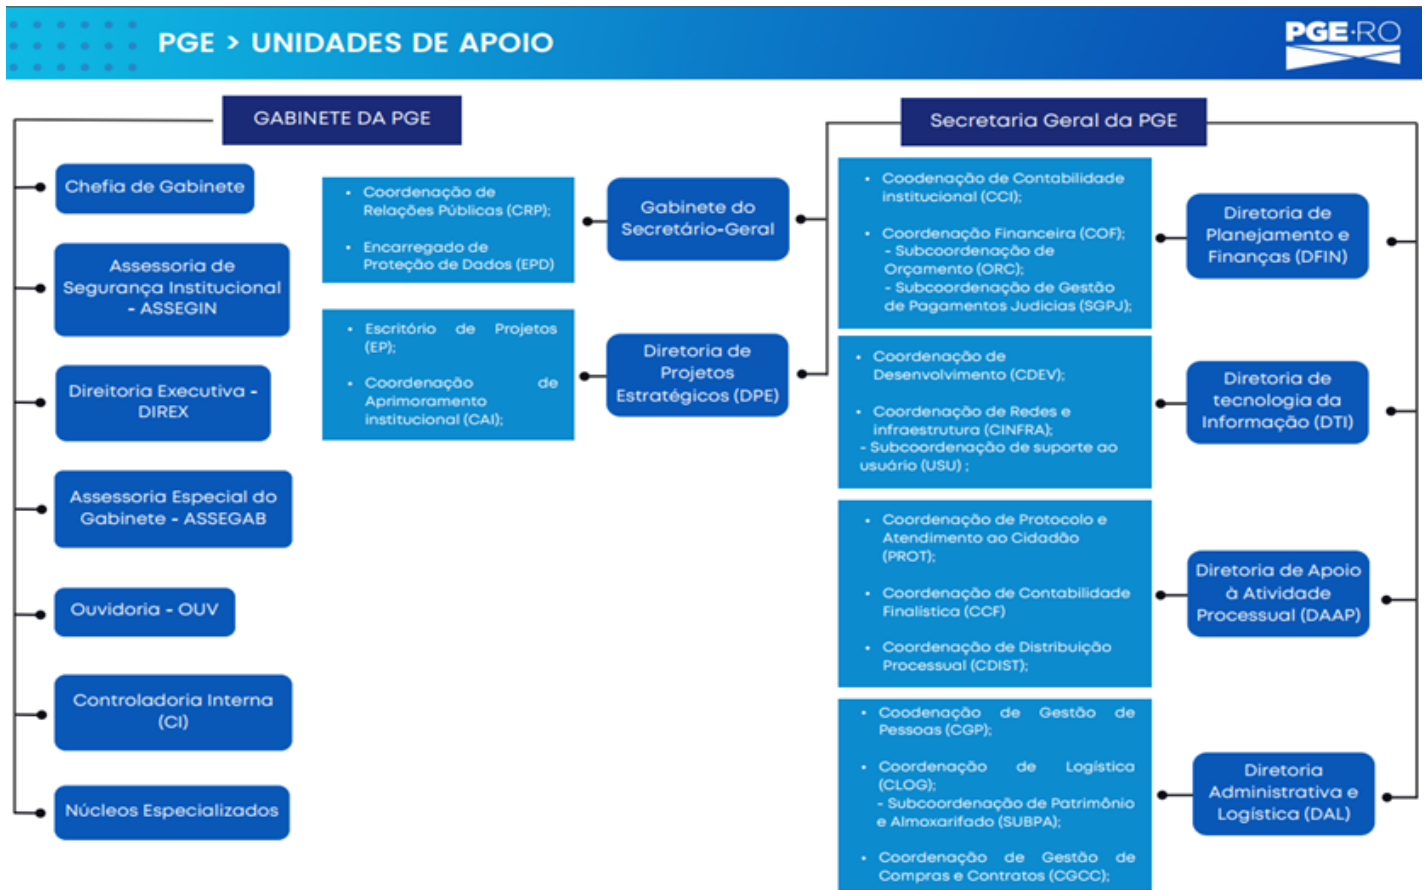 PGE > UNIDADES DE APOIO
PGE·RO
GABINETE DA PGE
Chefia de Gabinete
Assessoria de
Segurança Institucional
- ASSEGIN
Direitoria Executiva -
DIREX
Assessoria Especial do
Gabinete - ASSEGAB
Ouvidoria - OUV
Controladoria Interna
(CI)
Núcleos Especializados
Secretaria Geral da PGE
Gabinete do
Secretário-Geral
• Coordenação de
Relações Públicas (CRP);
• Encarregado de
Proteção de Dados (EPD)
Diretoria de
Projetos
Estratégicos (DPE)
• Escritório de Projetos
(EP);
• Coordenação de
Aprimoramento
institucional (CAI);
Diretoria de
Planejamento e
Finanças (DFIN)
• Coodenação de Contabilidade
institucional (CCI);
• Coordenação Financeira (COF);
- Subcoordenação de
Orçamento (ORC);
- Subcoordenação de Gestão
de Pagamentos Judicias (SGPJ);
Diretoria de
tecnologia da
Informação (DTI)
• Coordenação de
Desenvolvimento (CDEV);
• Coordenação de Redes e
infraestrutura (CINFRA);
- Subcoordenação de suporte ao
usuário (USU) ;
Diretoria de Apoio
à Atividade
Processual (DAAP)
• Coordenação de Protocolo e
Atendimento ao Cidadão
(PROT);
• Coordenação de Contabilidade
Finalística (CCF)
• Coordenação de Distribuição
Processual (CDIST);
Diretoria
Administrativa e
Logística (DAL)
• Coodenação de Gestão de
Pessoas (CGP);
• Coordenação de Logística
(CLOG);
- Subcoordenação de Patrimônio
e Almoxarifado (SUBPA);
• Coordenação de Gestão de
Compras e Contratos (CGCC);